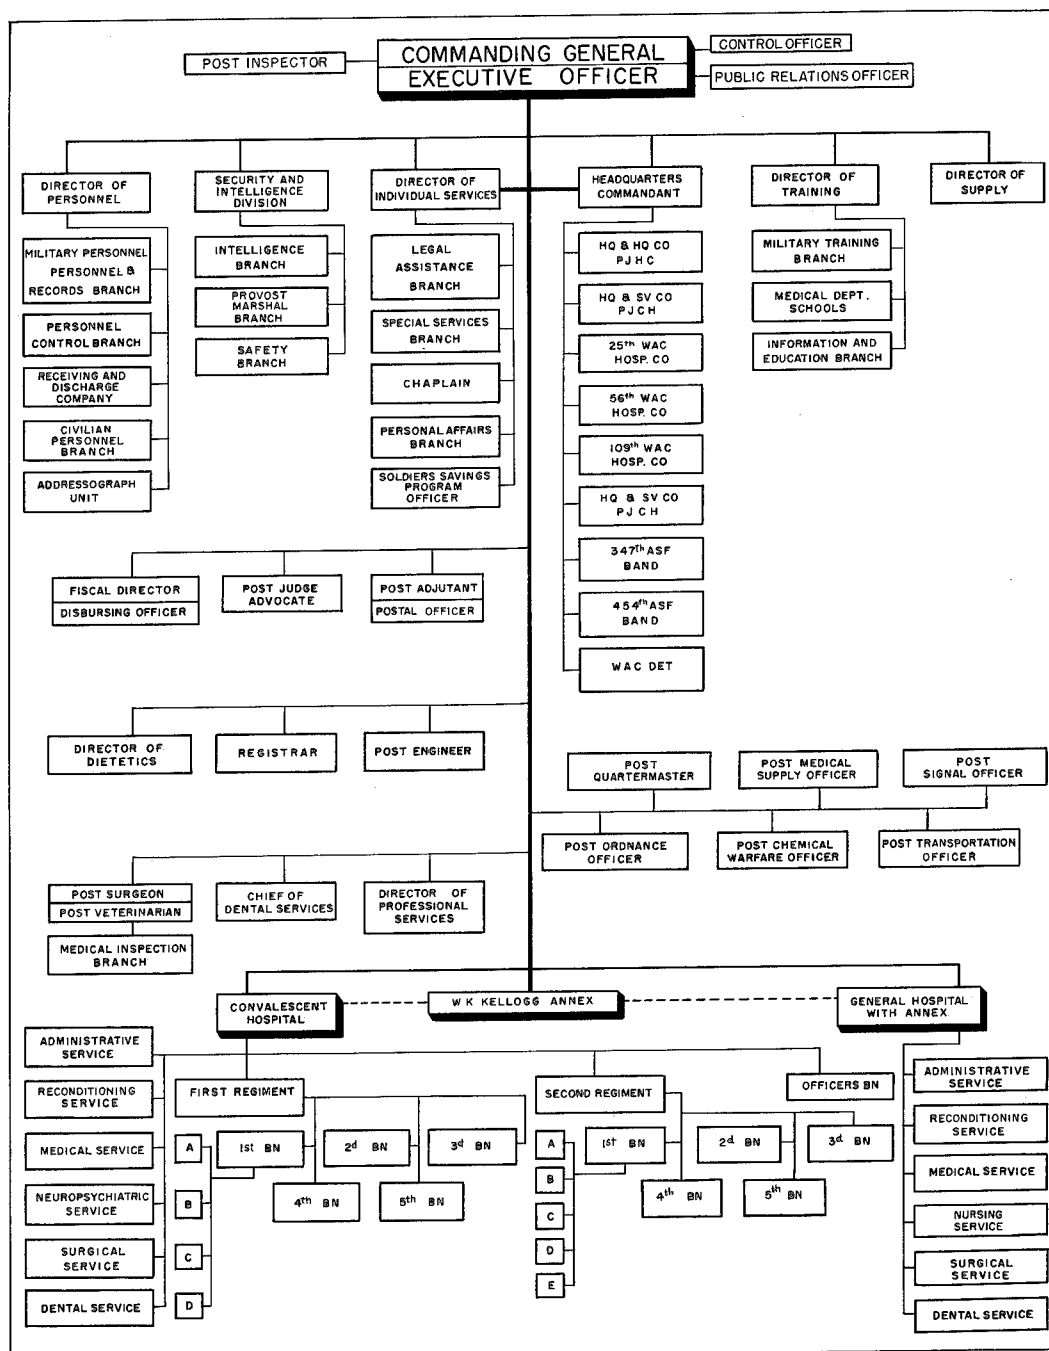 COMMANDING GENERAL
EXECUTIVE OFFICER
POST INSPECTOR
CONTROL OFFICER
PUBLIC RELATIONS OFFICER
DIRECTOR OF
PERSONNEL
SECURITY AND
INTELLIGENCE
DIVISION
DIRECTOR OF
INDIVIDUAL SERVICES
HEADQUARTERS
COMMANDANT
DIRECTOR OF
TRAINING
DIRECTOR OF
SUPPLY
MILITARY PERSONNEL
PERSONNEL &
RECORDS BRANCH
PERSONNEL
CONTROL BRANCH
RECEIVING AND
DISCHARGE
COMPANY
CIVILIAN
PERSONNEL
BRANCH
ADDRESSOGRAPH
UNIT
INTELLIGENCE
BRANCH
PROVOST
MARSHAL
BRANCH
SAFETY
BRANCH
LEGAL
ASSISTANCE
BRANCH
SPECIAL SERVICES
BRANCH
CHAPLAIN
PERSONAL AFFAIRS
BRANCH
SOLDIERS SAVINGS
PROGRAM
OFFICER
HQ & HQ CO
PJHC
HQ & SV CO
PJCH
25th WAC
HOSP. CO
56th WAC
HOSP. CO
109th WAC
HOSP. CO
HQ & SV CO
PJCH
347th ASF
BAND
454th ASF
BAND
WAC DET
MILITARY TRAINING
BRANCH
MEDICAL DEPT.
SCHOOLS
INFORMATION AND
EDUCATION BRANCH
FISCAL DIRECTOR
DISBURSING OFFICER
POST JUDGE
ADVOCATE
POST ADJUTANT
POSTAL OFFICER
DIRECTOR OF
DIETETICS
REGISTRAR
POST ENGINEER
POST
QUARTERMASTER
POST MEDICAL
SUPPLY OFFICER
POST
SIGNAL OFFICER
POST ORDNANCE
OFFICER
POST CHEMICAL
WARFARE OFFICER
POST TRANSPORTATION
OFFICER
POST SURGEON
POST VETERINARIAN
MEDICAL INSPECTION
BRANCH
CHIEF OF
DENTAL SERVICES
DIRECTOR OF
PROFESSIONAL
SERVICES
CONVALESCENT
HOSPITAL
W K KELLOGG ANNEX
GENERAL HOSPITAL
WITH ANNEX.
ADMINISTRATIVE
SERVICE
RECONDITIONING
SERVICE
MEDICAL SERVICE
NEUROPSYCHIATRIC
SERVICE
SURGICAL
SERVICE
DENTAL SERVICE
FIRST REGIMENT
A
B
C
D
1st BN
2d BN
3d BN
4th BN
5th BN
SECOND REGIMENT
A
B
C
D
E
1st BN
2d BN
3d BN
4th BN
5th BN
OFFICERS BN
ADMINISTRATIVE
SERVICE
RECONDITIONING
SERVICE
MEDICAL SERVICE
NURSING
SERVICE
SURGICAL
SERVICE
DENTAL SERVICE